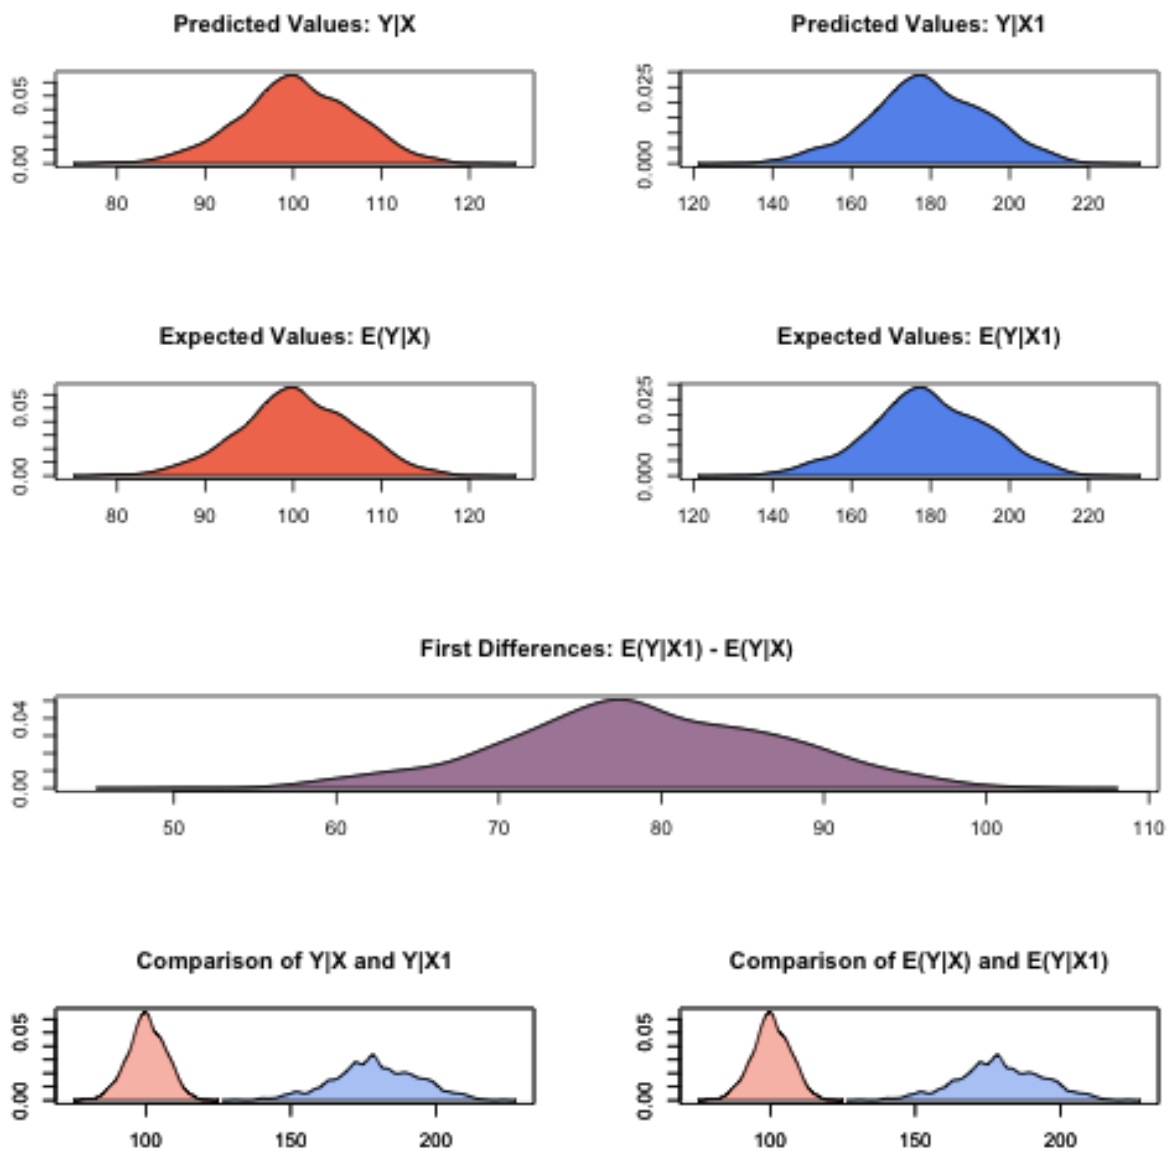 Predicted Values: Y|X
Predicted Values: Y|X1
0.05
0.00
80 90 100 110 120
0.025
0.000
120 140 160 180 200 220
Expected Values: E(Y|X)
Expected Values: E(Y|X1)
0.05
0.00
80 90 100 110 120
0.025
0.000
120 140 160 180 200 220
First Differences: E(Y|X1) - E(Y|X)
0.04
0.00
50 60 70 80 90 100 110
Comparison of Y|X and Y|X1
Comparison of E(Y|X) and E(Y|X1)
0.05
0.00
100 150 200
0.05
0.00
100 150 200